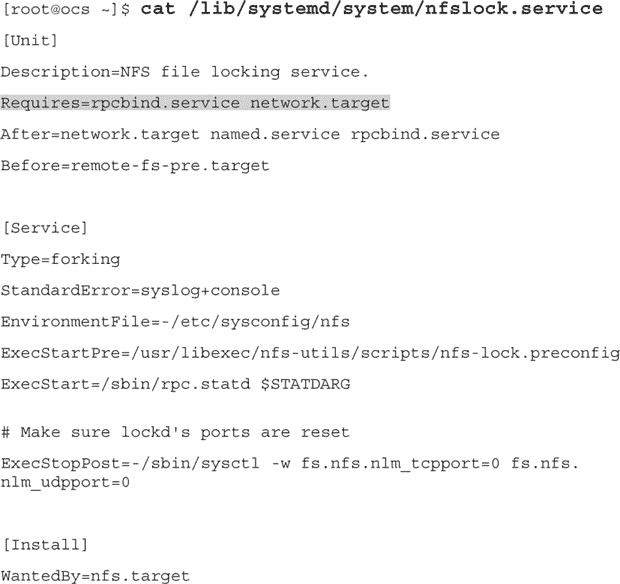 [root@ocs ~]$ cat /lib/systemd/system/nfslock.service
[Unit]
Description=NFS file locking service.
Requires=rpcbind.service network.target
After=network.target named.service rpcbind.service
Before=remote-fs-pre.target
[Service]
Type=forking
StandardError=syslog+console
EnvironmentFile=-/etc/sysconfig/nfs
ExecStartPre=/usr/libexec/nfs-utils/scripts/nfs-lock.preconfig
ExecStart=/sbin/rpc.statd $STATDARG
# Make sure lockd's ports are reset
ExecStopPost=-/sbin/sysctl -w fs.nfs.nlm_tcpport=0 fs.nfs.
nlm_udpport=0
[Install]
WantedBy=nfs.target